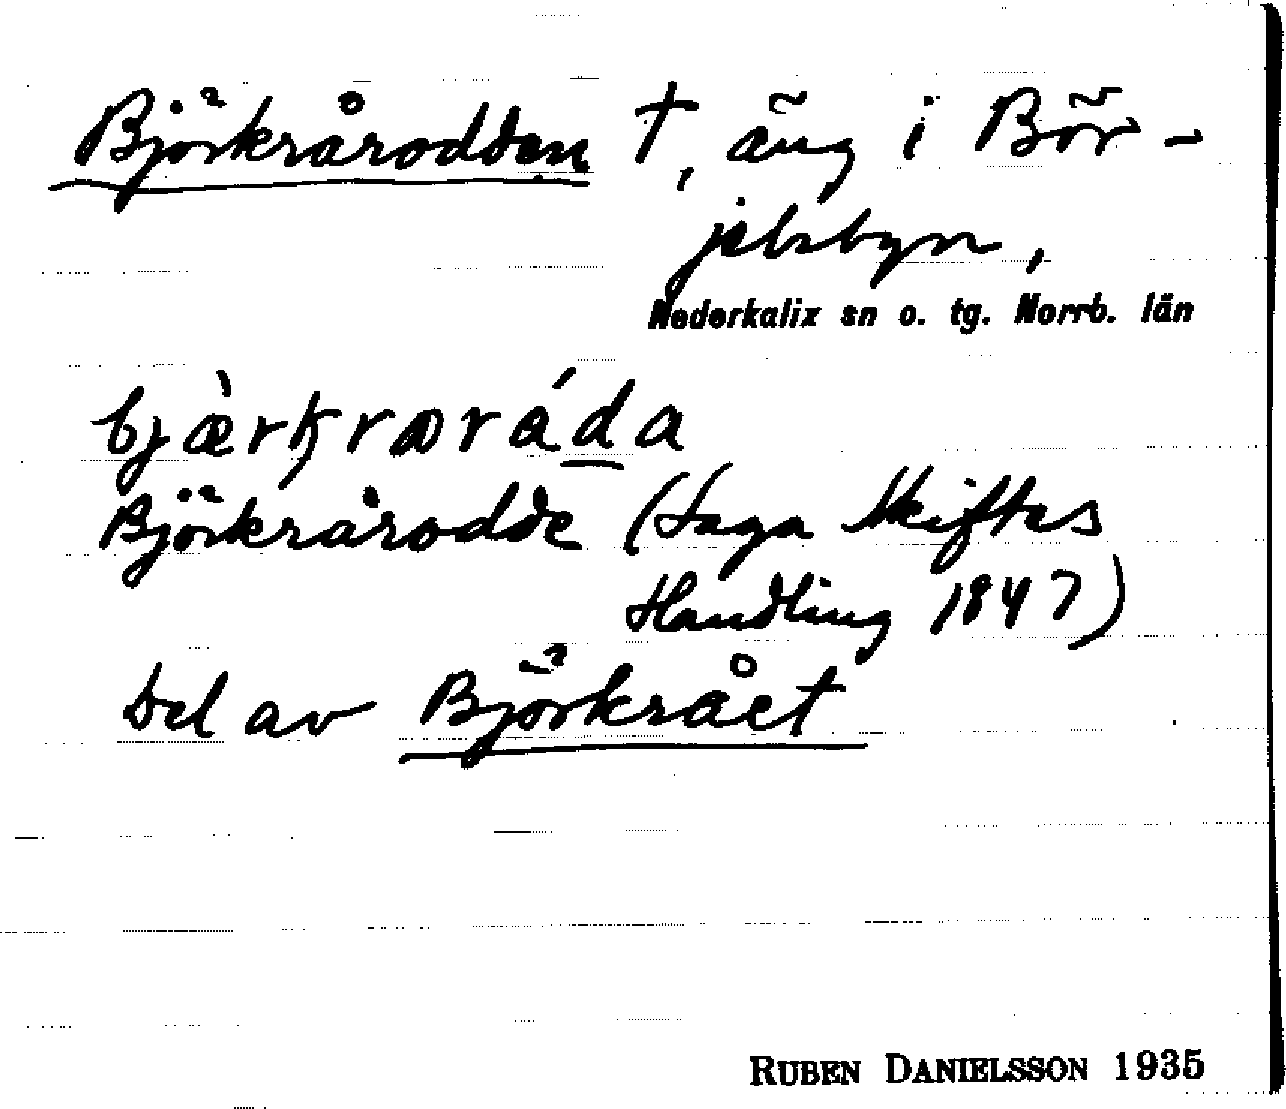 Björkrårodden †, äng i Bör-
jelsbyn,
Nederkalix sn o. tg. Norrb. län
Björkrårodde (Laga Skiftes
Handling 1847)
Del av Björkrået
RUBEN DANIELSSON 1935